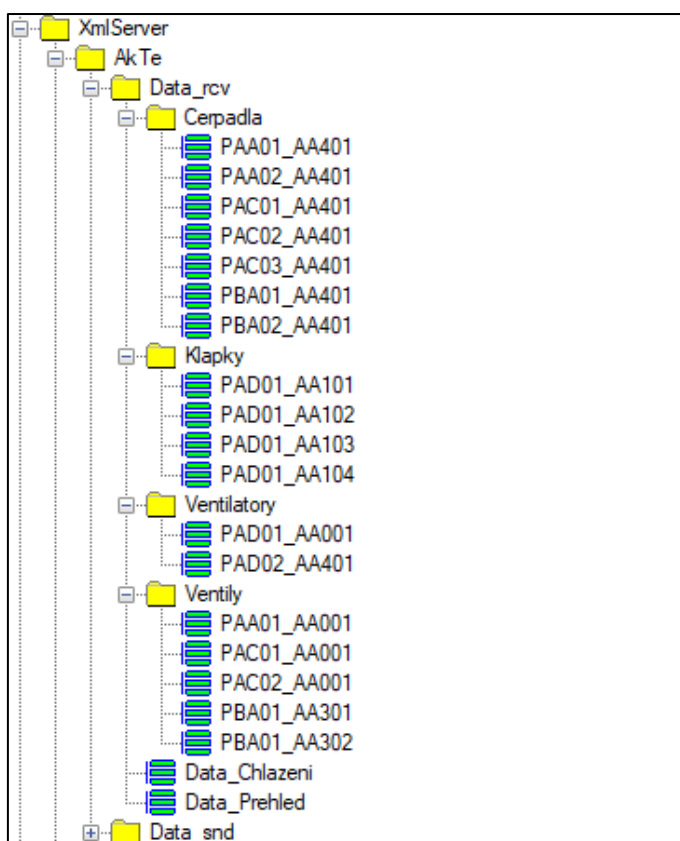 XmlServer
AkTe
Data_rcv
Cerpadla
PAA01_AA401
PAA02_AA401
PAC01_AA401
PAC02_AA401
PAC03_AA401
PBA01_AA401
PBA02_AA401
Klapky
PAD01_AA101
PAD01_AA102
PAD01_AA103
PAD01_AA104
Ventilatory
PAD01_AA001
PAD02_AA401
Ventily
PAA01_AA001
PAC01_AA001
PAC02_AA001
PBA01_AA301
PBA01_AA302
Data_Chlazeni
Data_Prehled
Data_snd